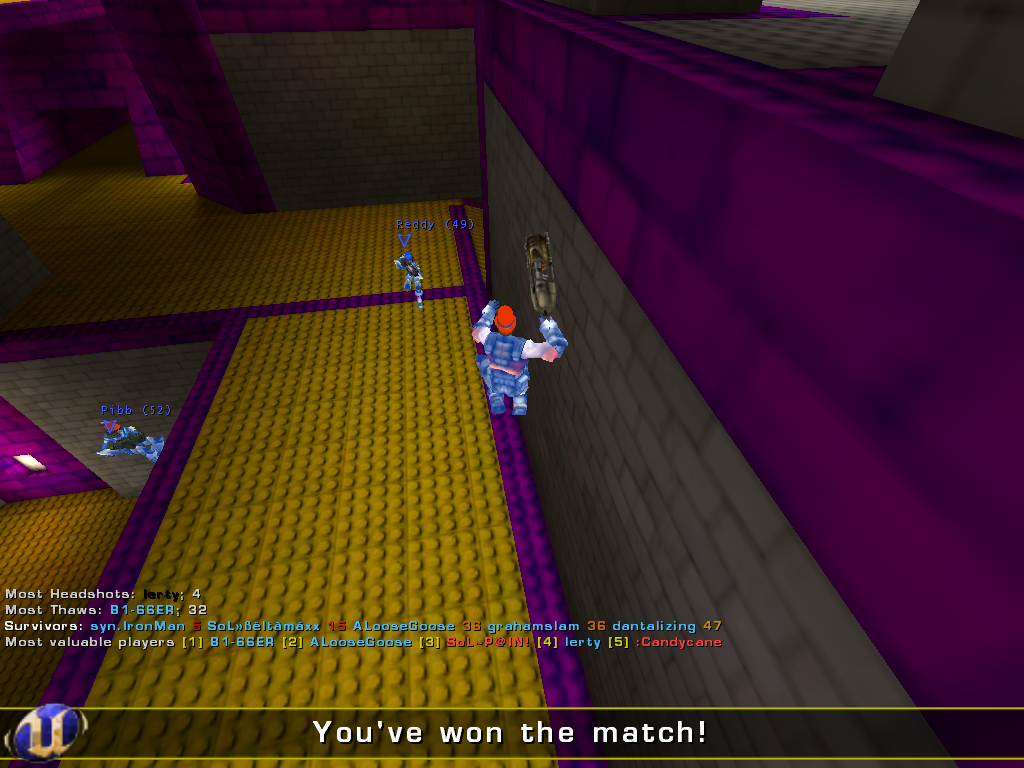 Reddy (49)
Pibb (52)
Most Headshots: lerty; 4
Most Thaws: B1-66ER; 32
Survivors: syn.IronMan 5 SoL»ßéltàmáxx 15 ALooseGoose 36 grahamslam 36 dantalizing 47
Most valuable players [1] B1-66ER [2] ALooseGoose [3] SoL~P@!N! [4] lerty [5] :Candycane
You've won the match!